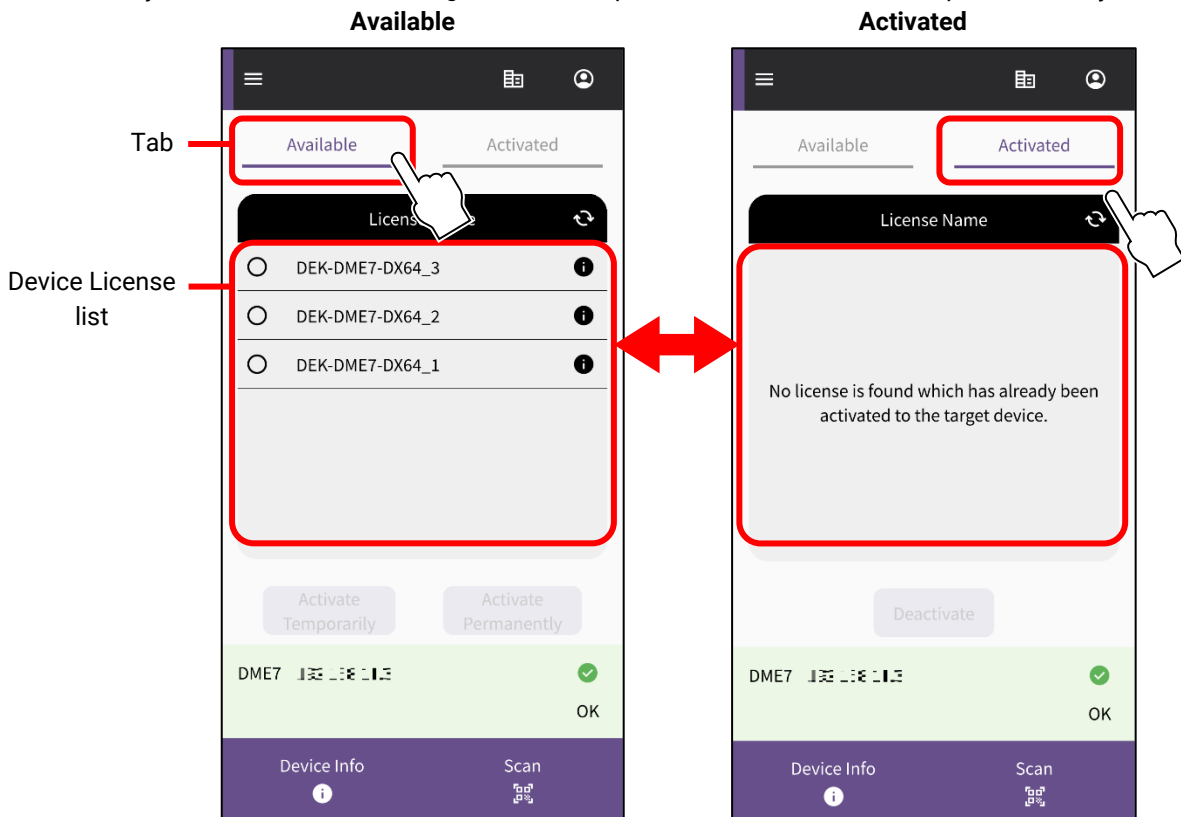 Available
Activated
Tab
Available
Activated
License Name
Device License
list
DEK-DME7-DX64_3
DEK-DME7-DX64_2
DEK-DME7-DX64_1
Activate
Temporarily
Activate
Permanently
DME7
OK
Device Info
Scan
Available
Activated
License Name
No license is found which has already been
activated to the target device.
Deactivate
DME7
OK
Device Info
Scan